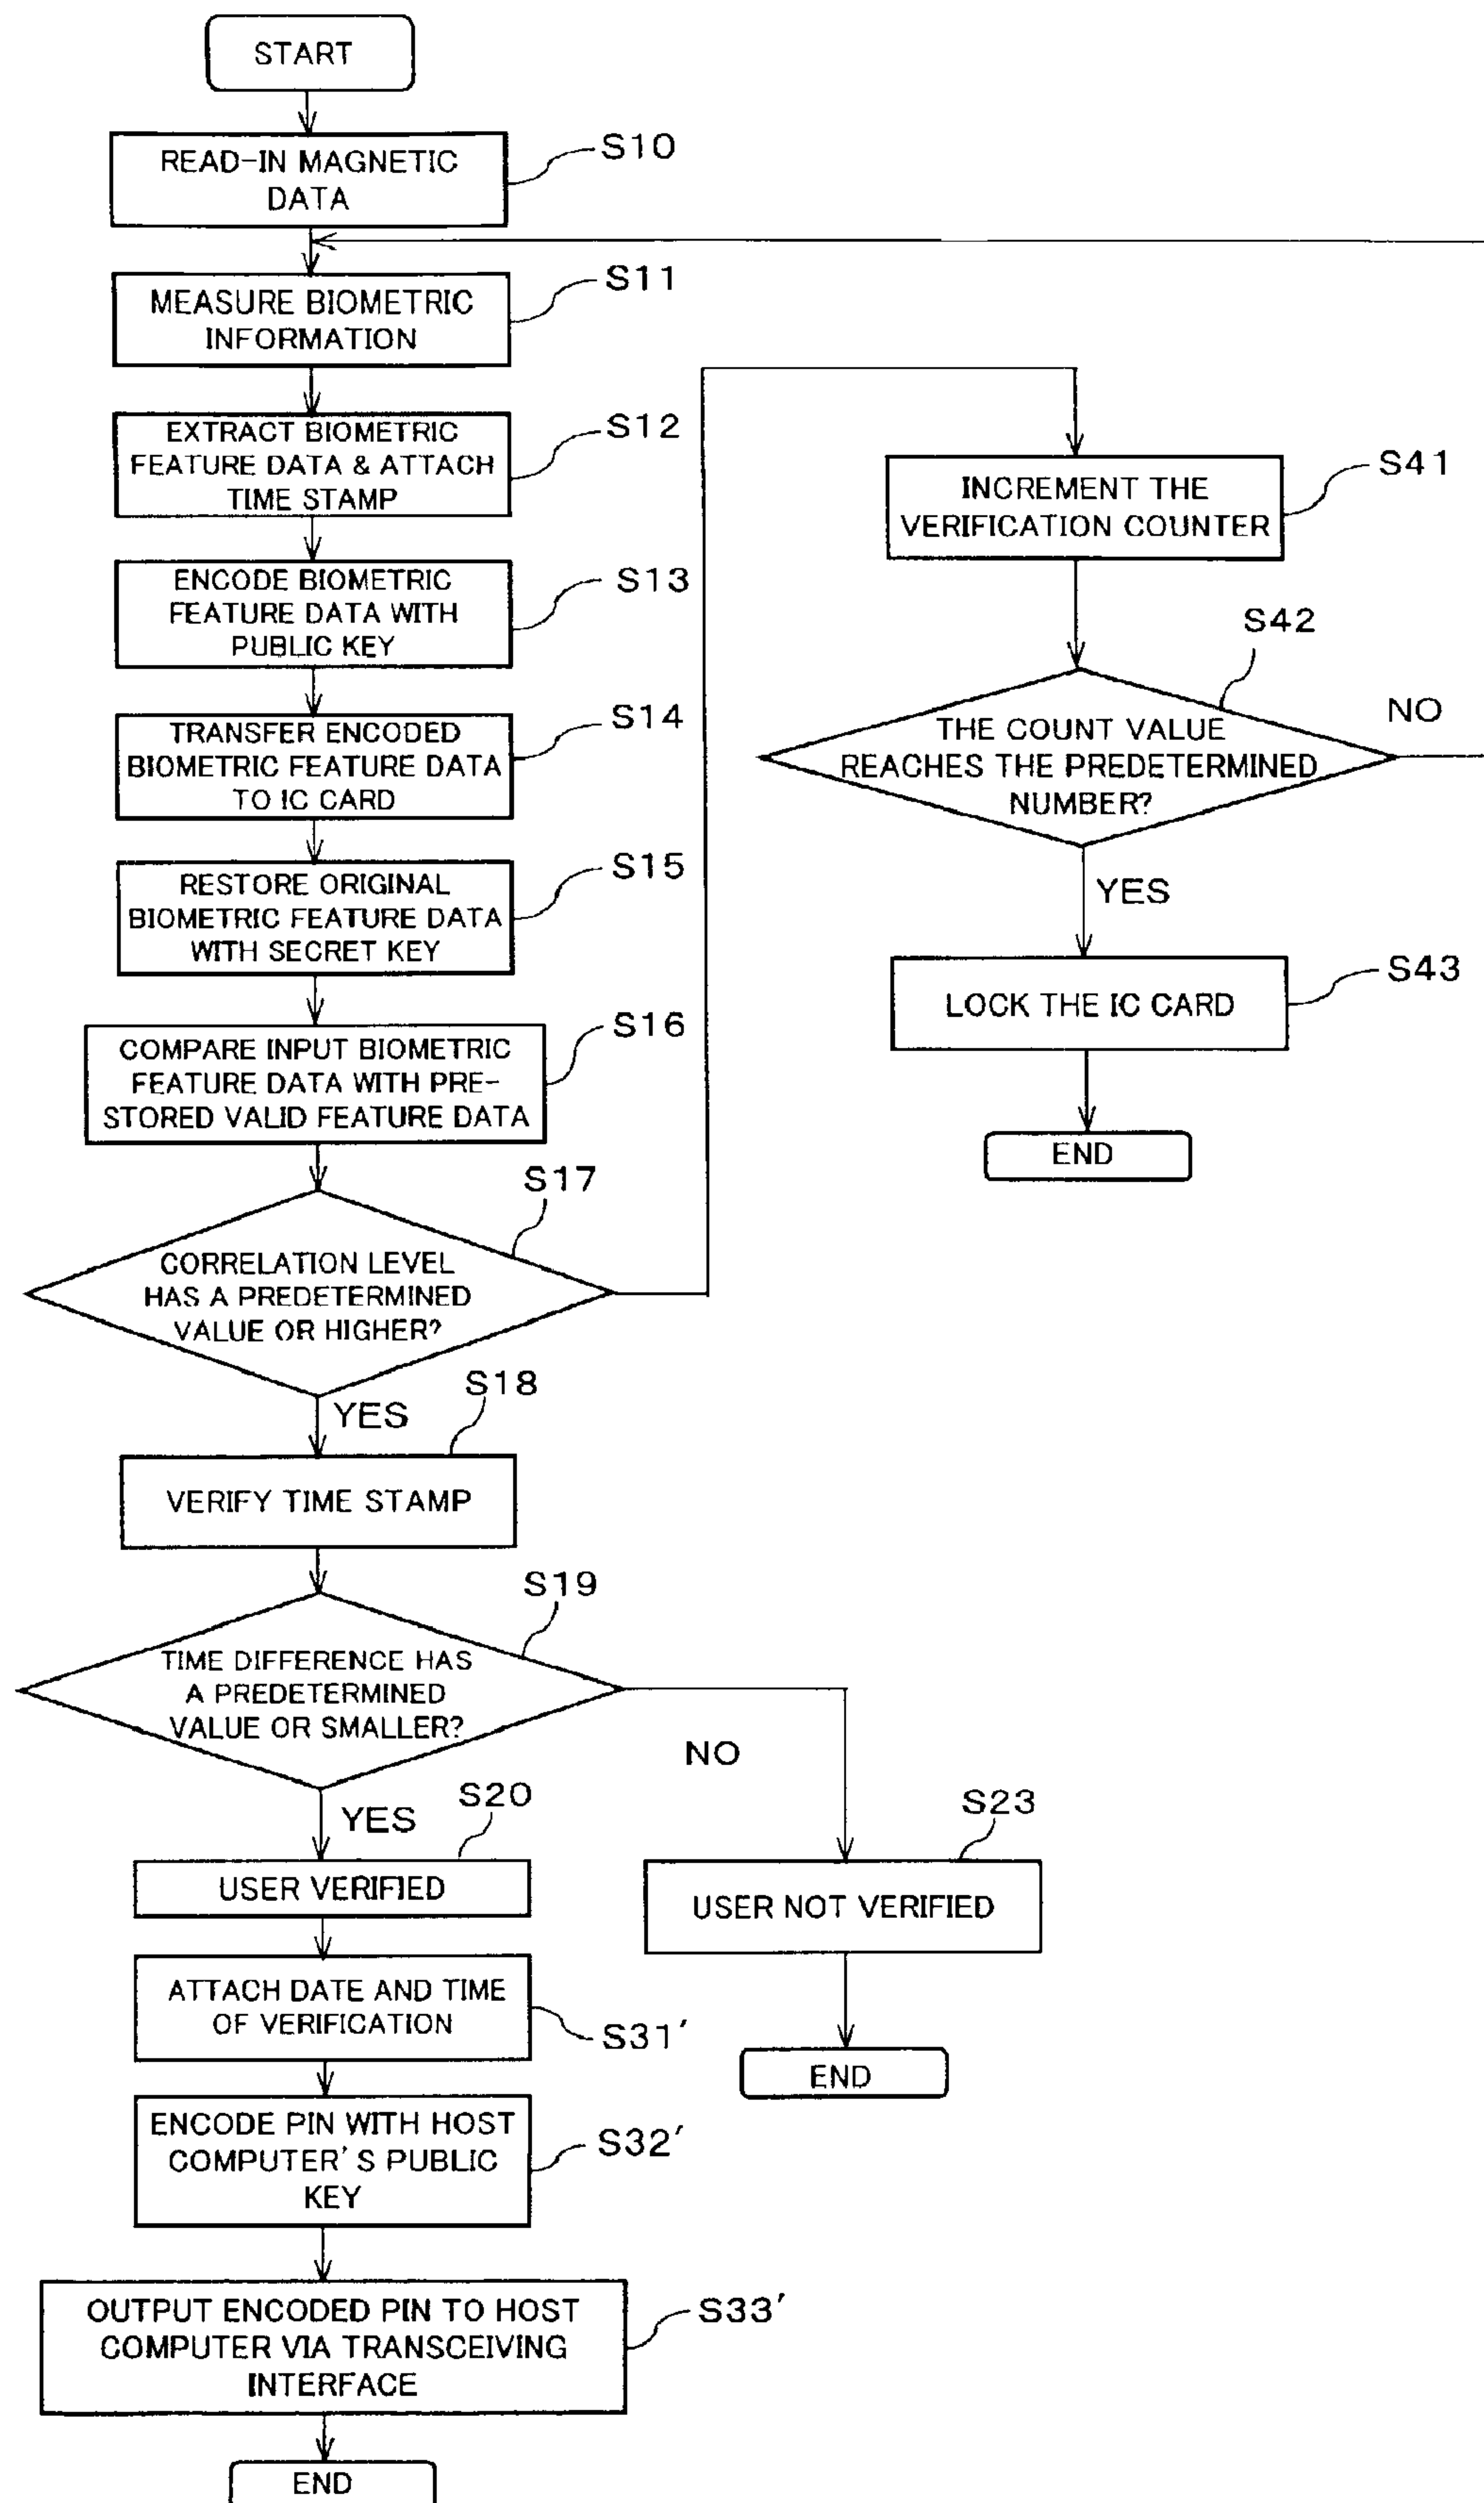 START
READ-IN MAGNETIC
DATA
S10
MEASURE BIOMETRIC
INFORMATION
S11
EXTRACT BIOMETRIC
FEATURE DATA & ATTACH
TIME STAMP
S12
ENCODE BIOMETRIC
FEATURE DATA WITH
PUBLIC KEY
S13
TRANSFER ENCODED
BIOMETRIC FEATURE DATA
TO IC CARD
S14
RESTORE ORIGINAL
BIOMETRIC FEATURE DATA
WITH SECRET KEY
S15
COMPARE INPUT BIOMETRIC
FEATURE DATA WITH PRE-
STORED VALID FEATURE DATA
S16
CORRELATION LEVEL
HAS A PREDETERMINED
VALUE OR HIGHER?
S17
YES
INCREMENT THE
VERIFICATION COUNTER
S41
THE COUNT VALUE
REACHES THE PREDETERMINED
NUMBER?
S42
NO
YES
LOCK THE IC CARD
S43
END
VERIFY TIME STAMP
S18
TIME DIFFERENCE HAS
A PREDETERMINED
VALUE OR SMALLER?
S19
NO
YES
USER VERIFIED
S20
USER NOT VERIFIED
S23
END
ATTACH DATE AND TIME
OF VERIFICATION
S31'
ENCODE PIN WITH HOST
COMPUTER'S PUBLIC
KEY
S32'
OUTPUT ENCODED PIN TO HOST
COMPUTER VIA TRANSCEIVING
INTERFACE
S33'
END